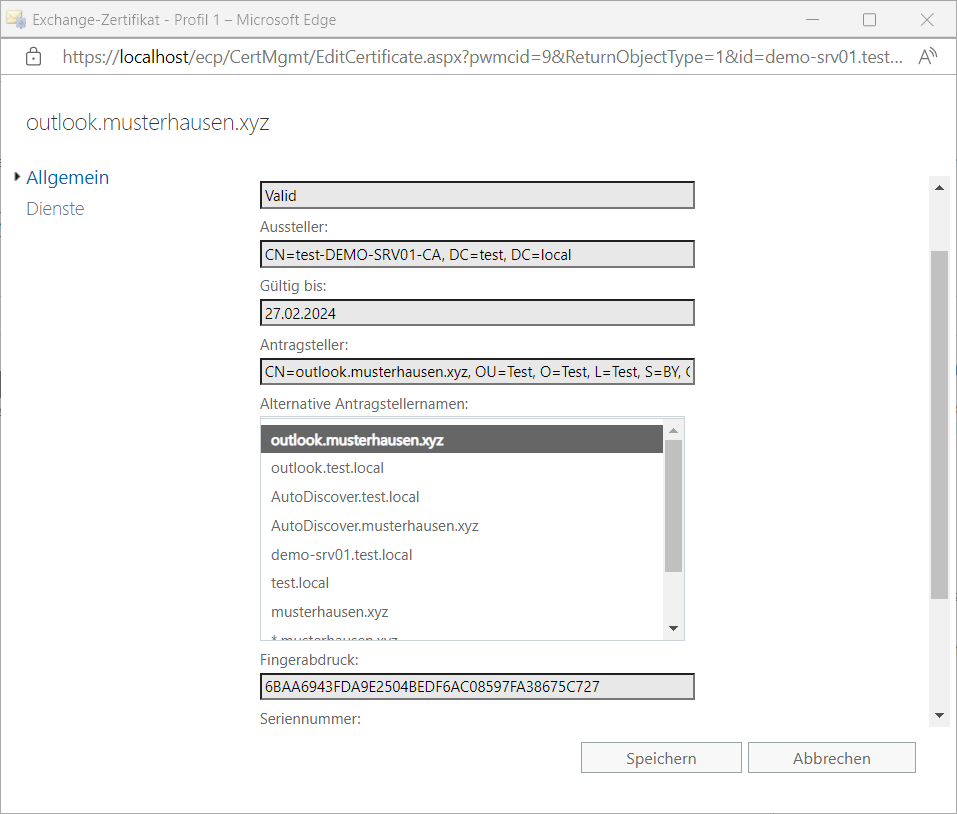 Exchange-Zertifikat - Profil 1 – Microsoft Edge
https://localhost/ecp/CertMgmt/EditCertificate.aspx?pwmcid=9&ReturnObjectType=1&id=demo-srv01.test...
outlook.musterhausen.xyz
Allgemein
Dienste
Valid
Aussteller:
CN=test-DEMO-SRV01-CA, DC=test, DC=local
Gültig bis:
27.02.2024
Antragsteller:
CN=outlook.musterhausen.xyz, OU=Test, O=Test, L=Test, S=BY,
Alternative Antragstellernamen:
outlook.musterhausen.xyz
outlook.test.local
AutoDiscover.test.local
AutoDiscover.musterhausen.xyz
demo-srv01.test.local
test.local
musterhausen.xyz
*.musterhausen.xyz
Fingerabdruck:
6BAA6943FDA9E2504BEDF6AC08597FA38675C727
Seriennummer:
Speichern
Abbrechen